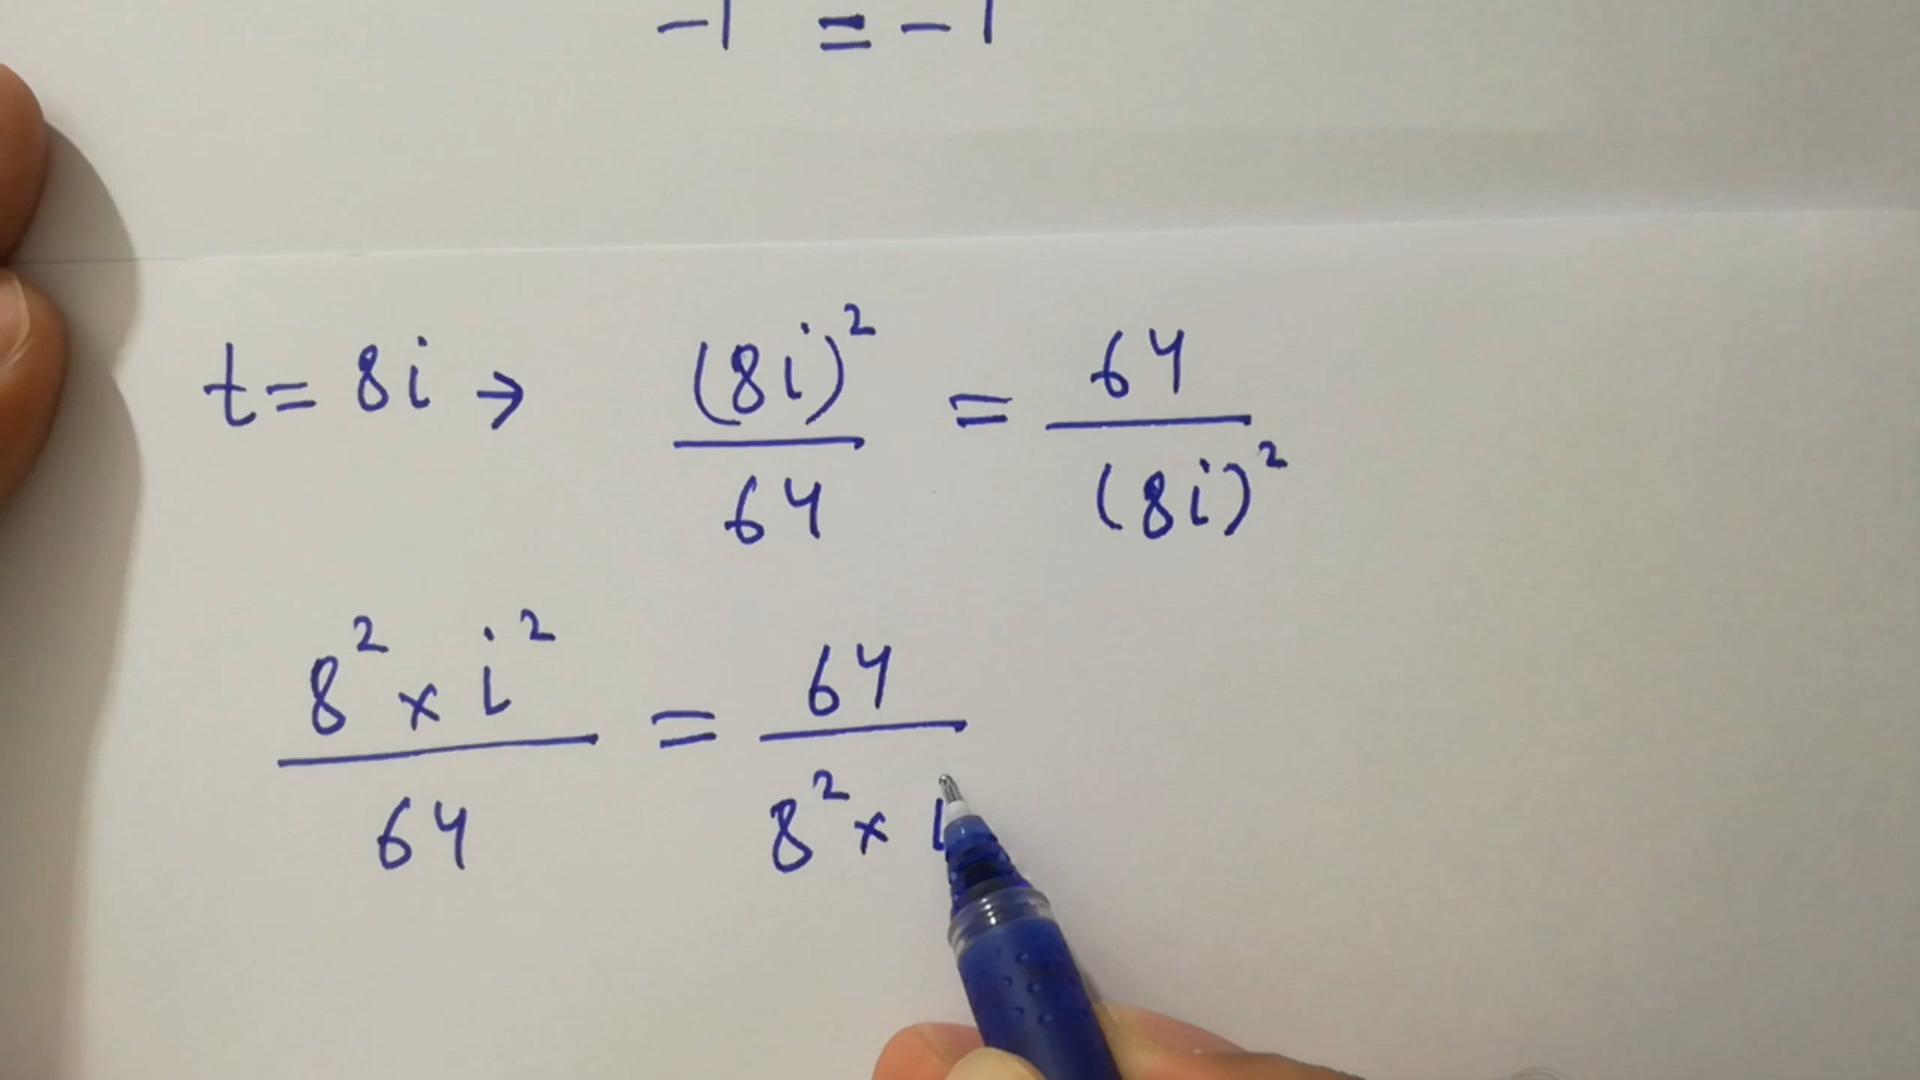 -1 = -1
t = 8i → (8i)² / 64 = 64 / (8i)²
8² × i² / 64 = 64 / 8² × i